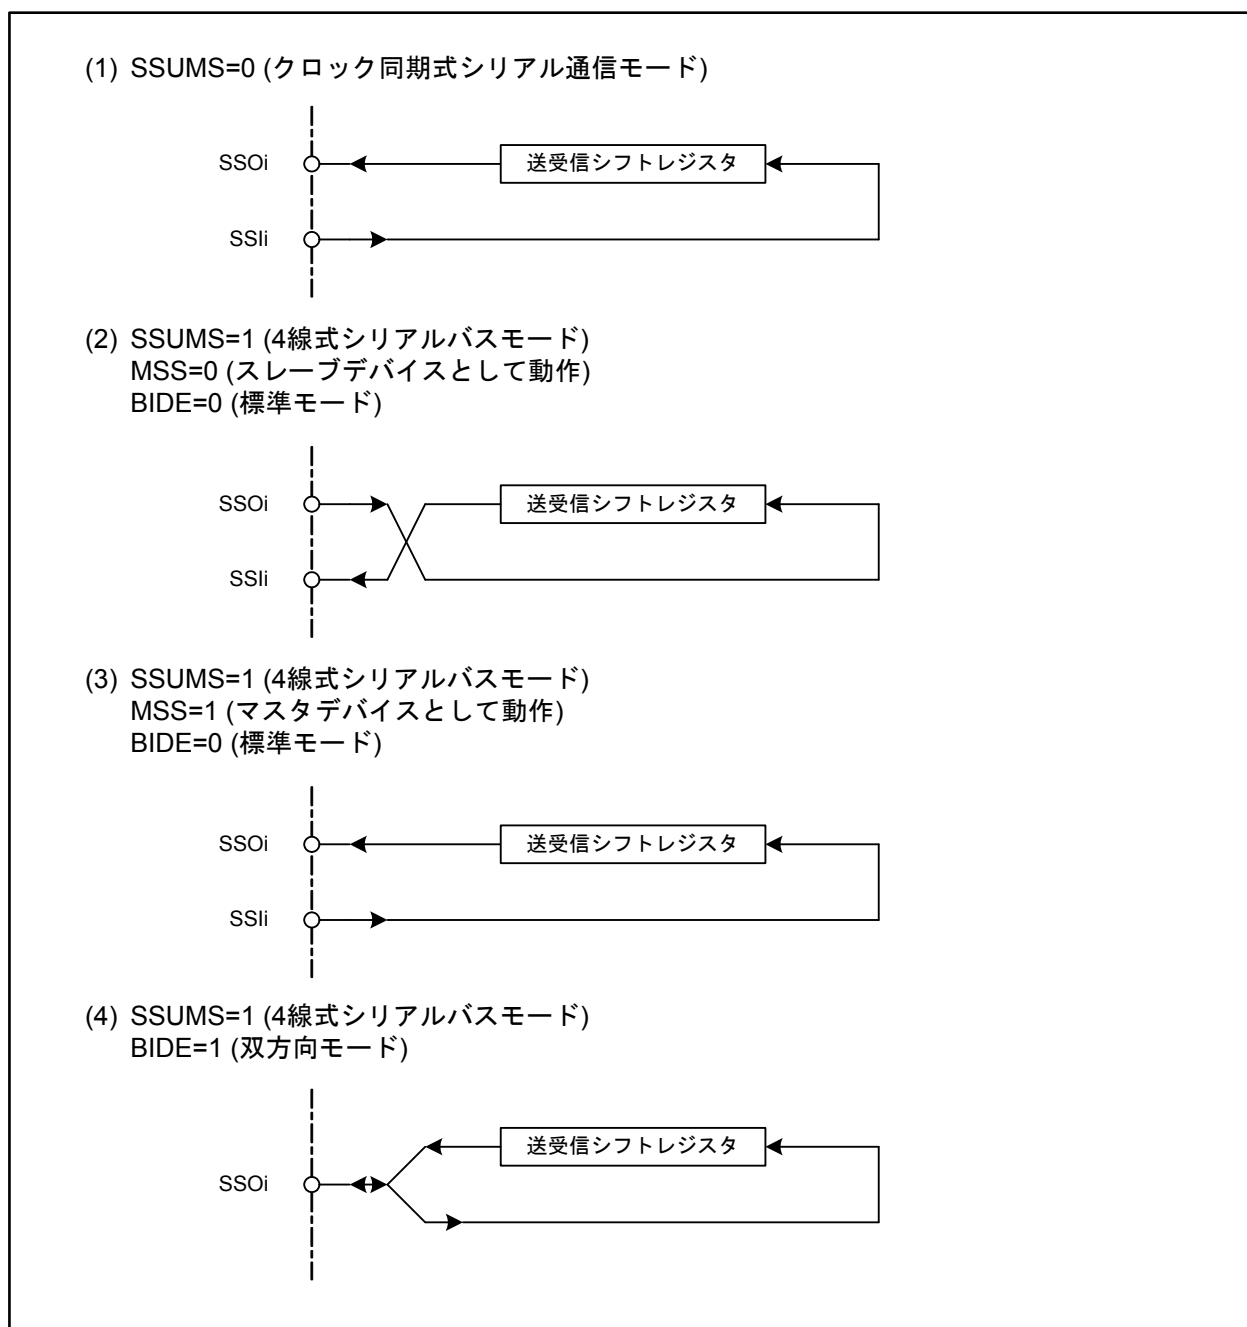 (1) SSUMS=0 (クロック同期式シリアル通信モード)
SSOi
送受信シフトレジスタ
SSIi
(2) SSUMS=1 (4線式シリアルバスモード)
MSS=0 (スレーブデバイスとして動作)
BIDE=0 (標準モード)
SSOi
送受信シフトレジスタ
SSIi
(3) SSUMS=1 (4線式シリアルバスモード)
MSS=1 (マスタデバイスとして動作)
BIDE=0 (標準モード)
SSOi
送受信シフトレジスタ
SSIi
(4) SSUMS=1 (4線式シリアルバスモード)
BIDE=1 (双方向モード)
送受信シフトレジスタ
SSOi